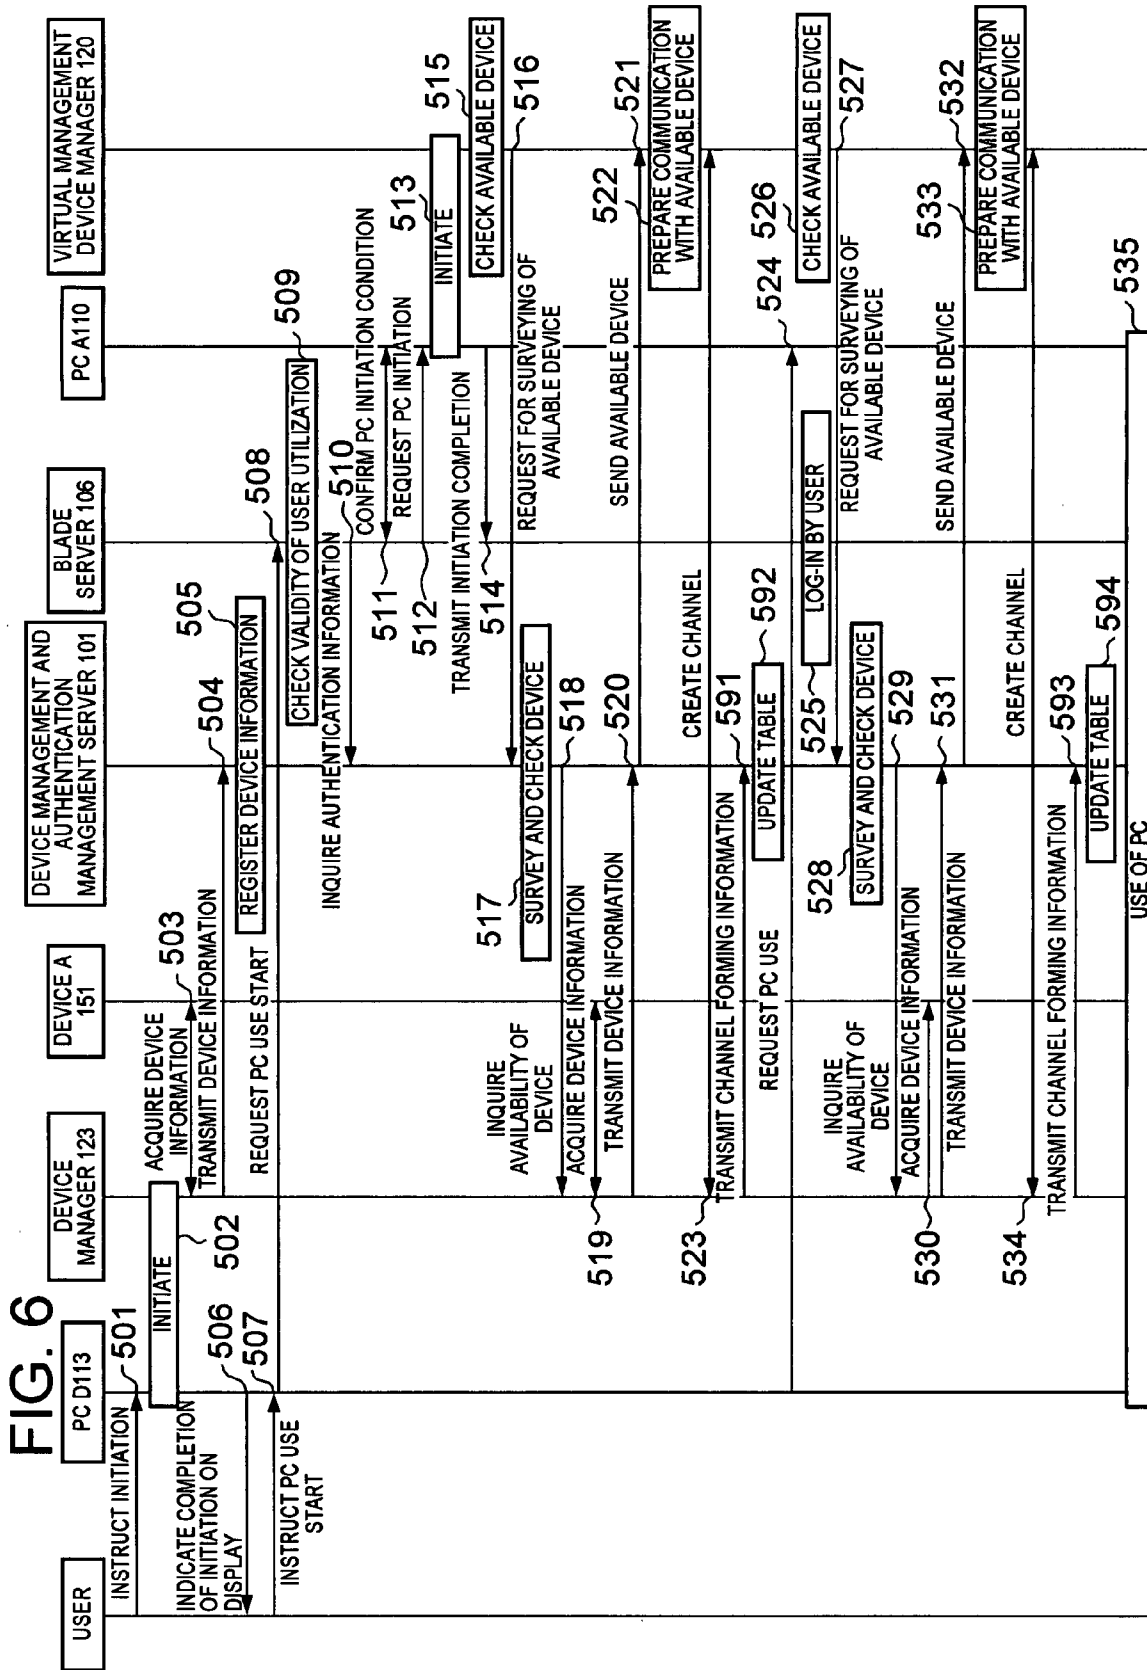 FIG. 6
USER
PC D113
DEVICE
MANAGER 123
DEVICE A
151
DEVICE MANAGEMENT AND
AUTHENTICATION
MANAGEMENT SERVER 101
BLADE
SERVER 106
PC A110
VIRTUAL MANAGEMENT
DEVICE MANAGER 120
INSTRUCT INITIATION
501
INITIATE
502
ACQUIRE DEVICE
INFORMATION
503
TRANSMIT DEVICE INFORMATION
504
REGISTER DEVICE INFORMATION
505
INDICATE COMPLETION
OF INITIATION ON
DISPLAY
506
INSTRUCT PC USE
START
507
REQUEST PC USE START
508
CHECK VALIDITY OF USER UTILIZATION
509
INQUIRE AUTHENTICATION INFORMATION
510
CONFIRM PC INITIATION CONDITION
511
REQUEST PC INITIATION
512
INITIATE
513
TRANSMIT INITIATION COMPLETION
514
CHECK AVAILABLE DEVICE
515
REQUEST FOR SURVEYING OF
AVAILABLE DEVICE
516
SURVEY AND CHECK DEVICE
517
INQUIRE
AVAILABILITY OF
DEVICE
518
ACQUIRE DEVICE INFORMATION
519
TRANSMIT DEVICE INFORMATION
520
SEND AVAILABLE DEVICE
521
PREPARE COMMUNICATION
WITH AVAILABLE DEVICE
522
CREATE CHANNEL
523
TRANSMIT CHANNEL FORMING INFORMATION
591
UPDATE TABLE
592
REQUEST PC USE
524
LOG-IN BY USER
525
CHECK AVAILABLE DEVICE
526
REQUEST FOR SURVEYING OF
AVAILABLE DEVICE
527
SURVEY AND CHECK DEVICE
528
INQUIRE
AVAILABILITY OF
DEVICE
529
ACQUIRE DEVICE INFORMATION
530
TRANSMIT DEVICE INFORMATION
531
SEND AVAILABLE DEVICE
532
PREPARE COMMUNICATION
WITH AVAILABLE DEVICE
533
CREATE CHANNEL
534
TRANSMIT CHANNEL FORMING INFORMATION
593
UPDATE TABLE
594
USE OF PC
535